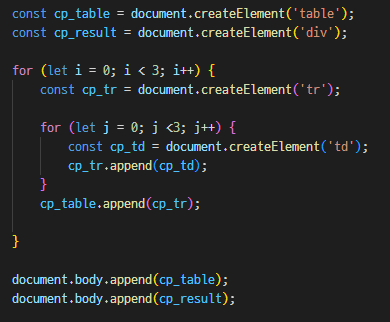 const cp_table = document.createElement('table');
const cp_result = document.createElement('div');
for (let i = 0; i < 3; i++) {
const cp_tr = document.createElement('tr');
for (let j = 0; j <3; j++) {
const cp_td = document.createElement('td');
cp_tr.append(cp_td);
}
cp_table.append(cp_tr);
}
document.body.append(cp_table);
document.body.append(cp_result);